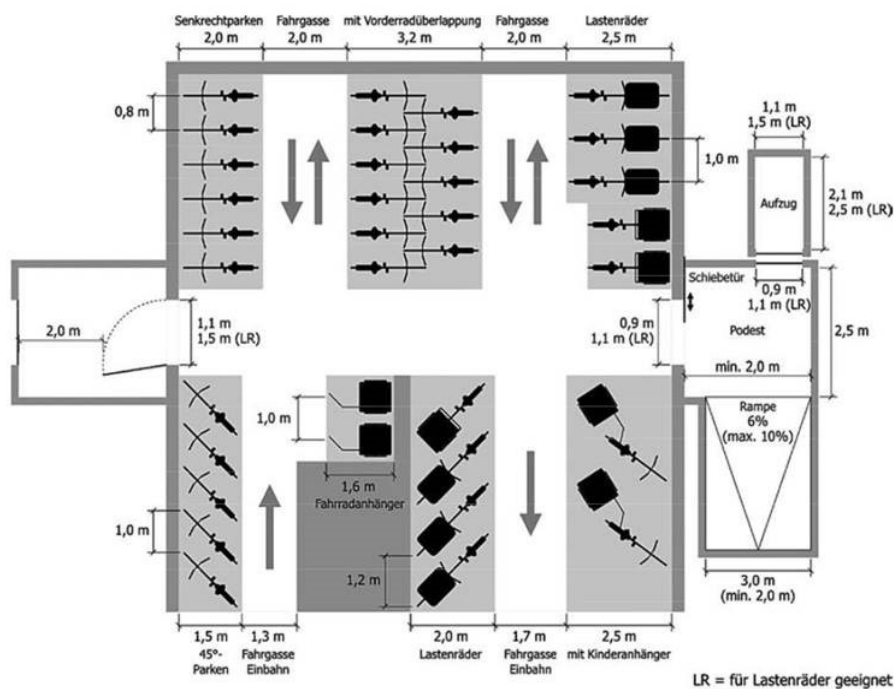 Senkrechtparken
2,0 m
Fahrgasse
2,0 m
mit Vorderradüberlappung
3,2 m
Fahrgasse
2,0 m
Lastenräder
2,5 m
0,8 m
1,0 m
1,1 m
1,5 m (LR)
Aufzug
2,1 m
2,5 m (LR)
Schiebetür
0,9 m
1,1 m (LR)
2,0 m
1,1 m
1,5 m (LR)
0,9 m
1,1 m (LR)
Podest
2,5 m
min. 2,0 m
1,0 m
Rampe
6%
(max. 10%)
1,6 m
Fahrradanhänger
1,0 m
1,2 m
3,0 m
(min. 2,0 m)
1,5 m
45°-
Parken
1,3 m
Fahrgasse
Einbahn
2,0 m
Lastenräder
1,7 m
Fahrgasse
Einbahn
2,5 m
mit Kinderanhänger
LR = für Lastenräder geeignet